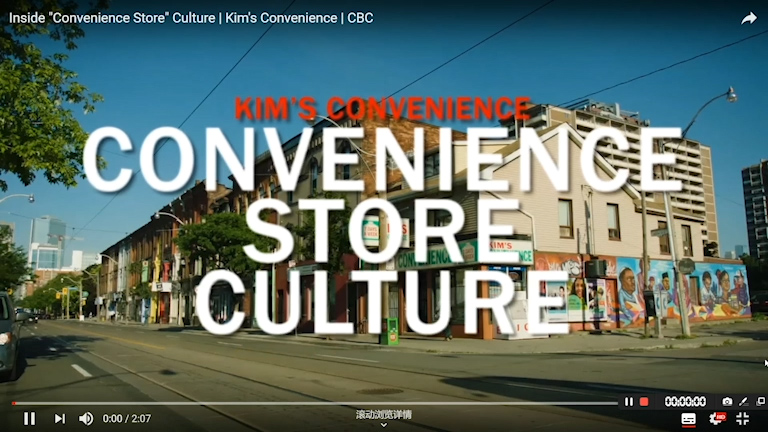 Inside "Convenience Store" Culture | Kim's Convenience | CBC
KIM'S CONVENIENCE
CONVENIENCE
STORE
CULTURE
KIM'S
CONVENIENCE
0:00 / 2:07
滚动浏览详情
00:00:00
HD